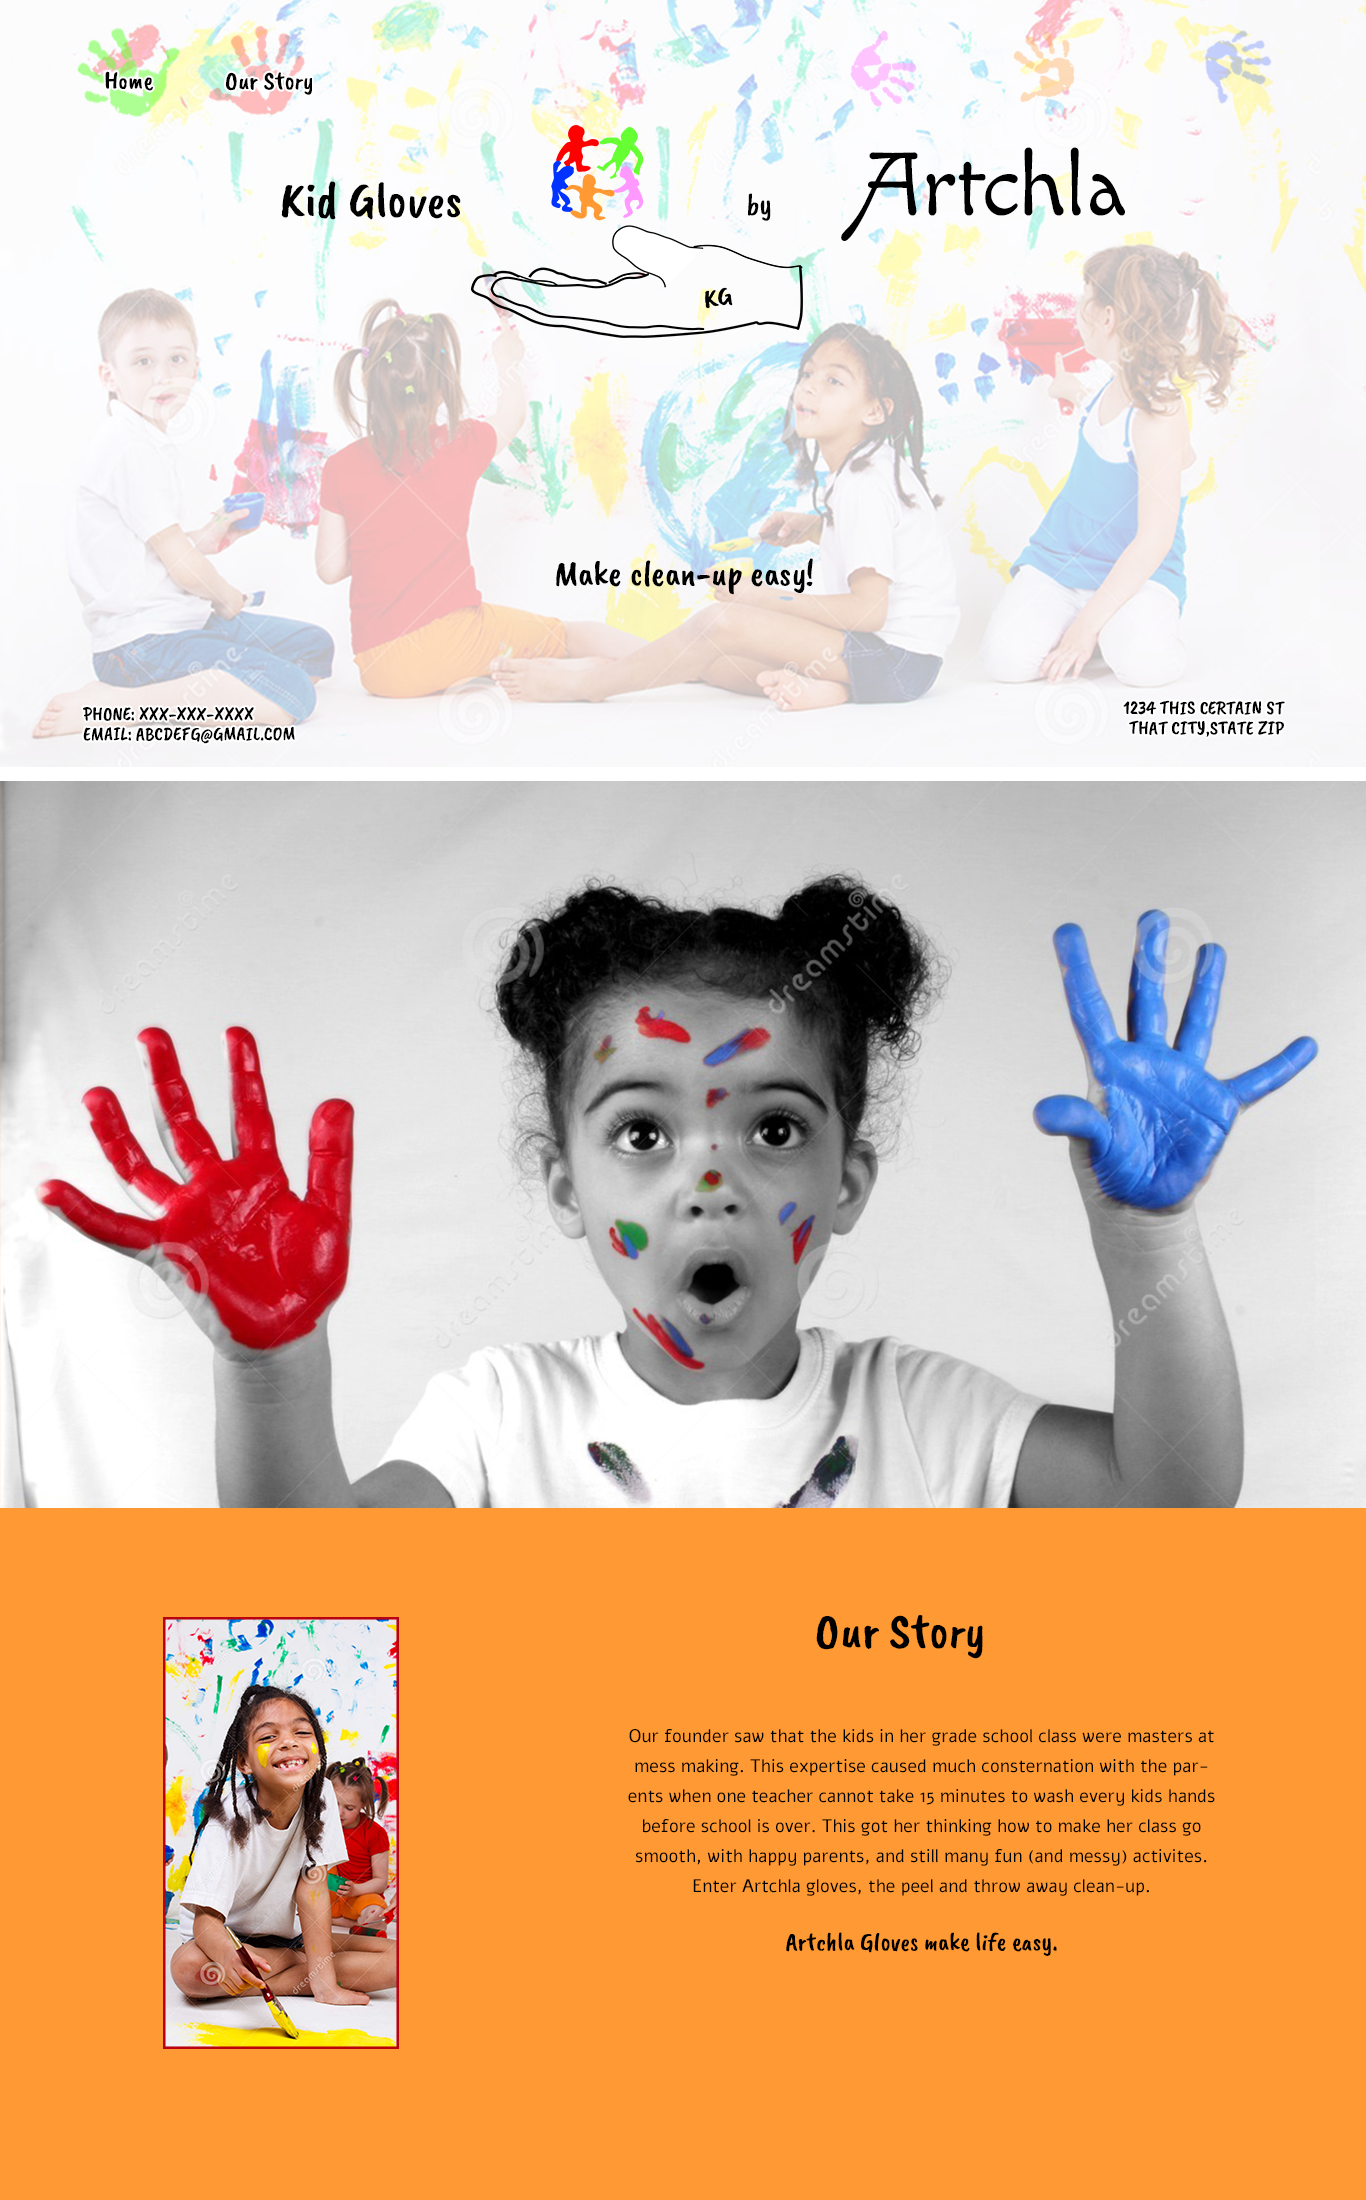 Home
Our Story
Kid Gloves
by
Artchla
KG
Make clean-up easy!
PHONE: XXX-XXX-XXXX
EMAIL: ABCDEFG@GMAIL.COM
1234 THIS CERTAIN ST
THAT CITY,STATE ZIP
dreamstime
dreamstime
dreamstime
dreamstime
Our Story
Our founder saw that the kids in her grade school class were masters at
mess making. This expertise caused much consternation with the par-
ents when one teacher cannot take 15 minutes to wash every kids hands
before school is over. This got her thinking how to make her class go
smooth, with happy parents, and still many fun (and messy) activites.
Enter Artchla gloves, the peel and throw away clean-up.
Artchla Gloves make life easy.